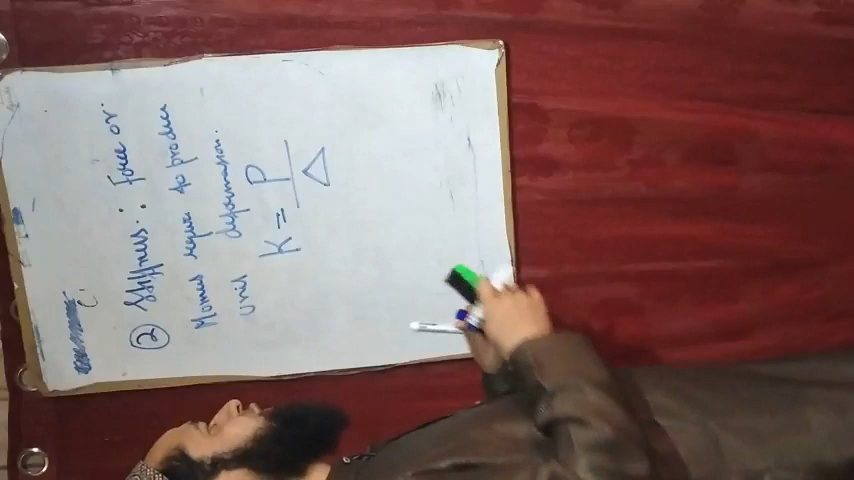 ② Stiffness: Force or
Moment require to produce
unit deformation.
K = P
Δ